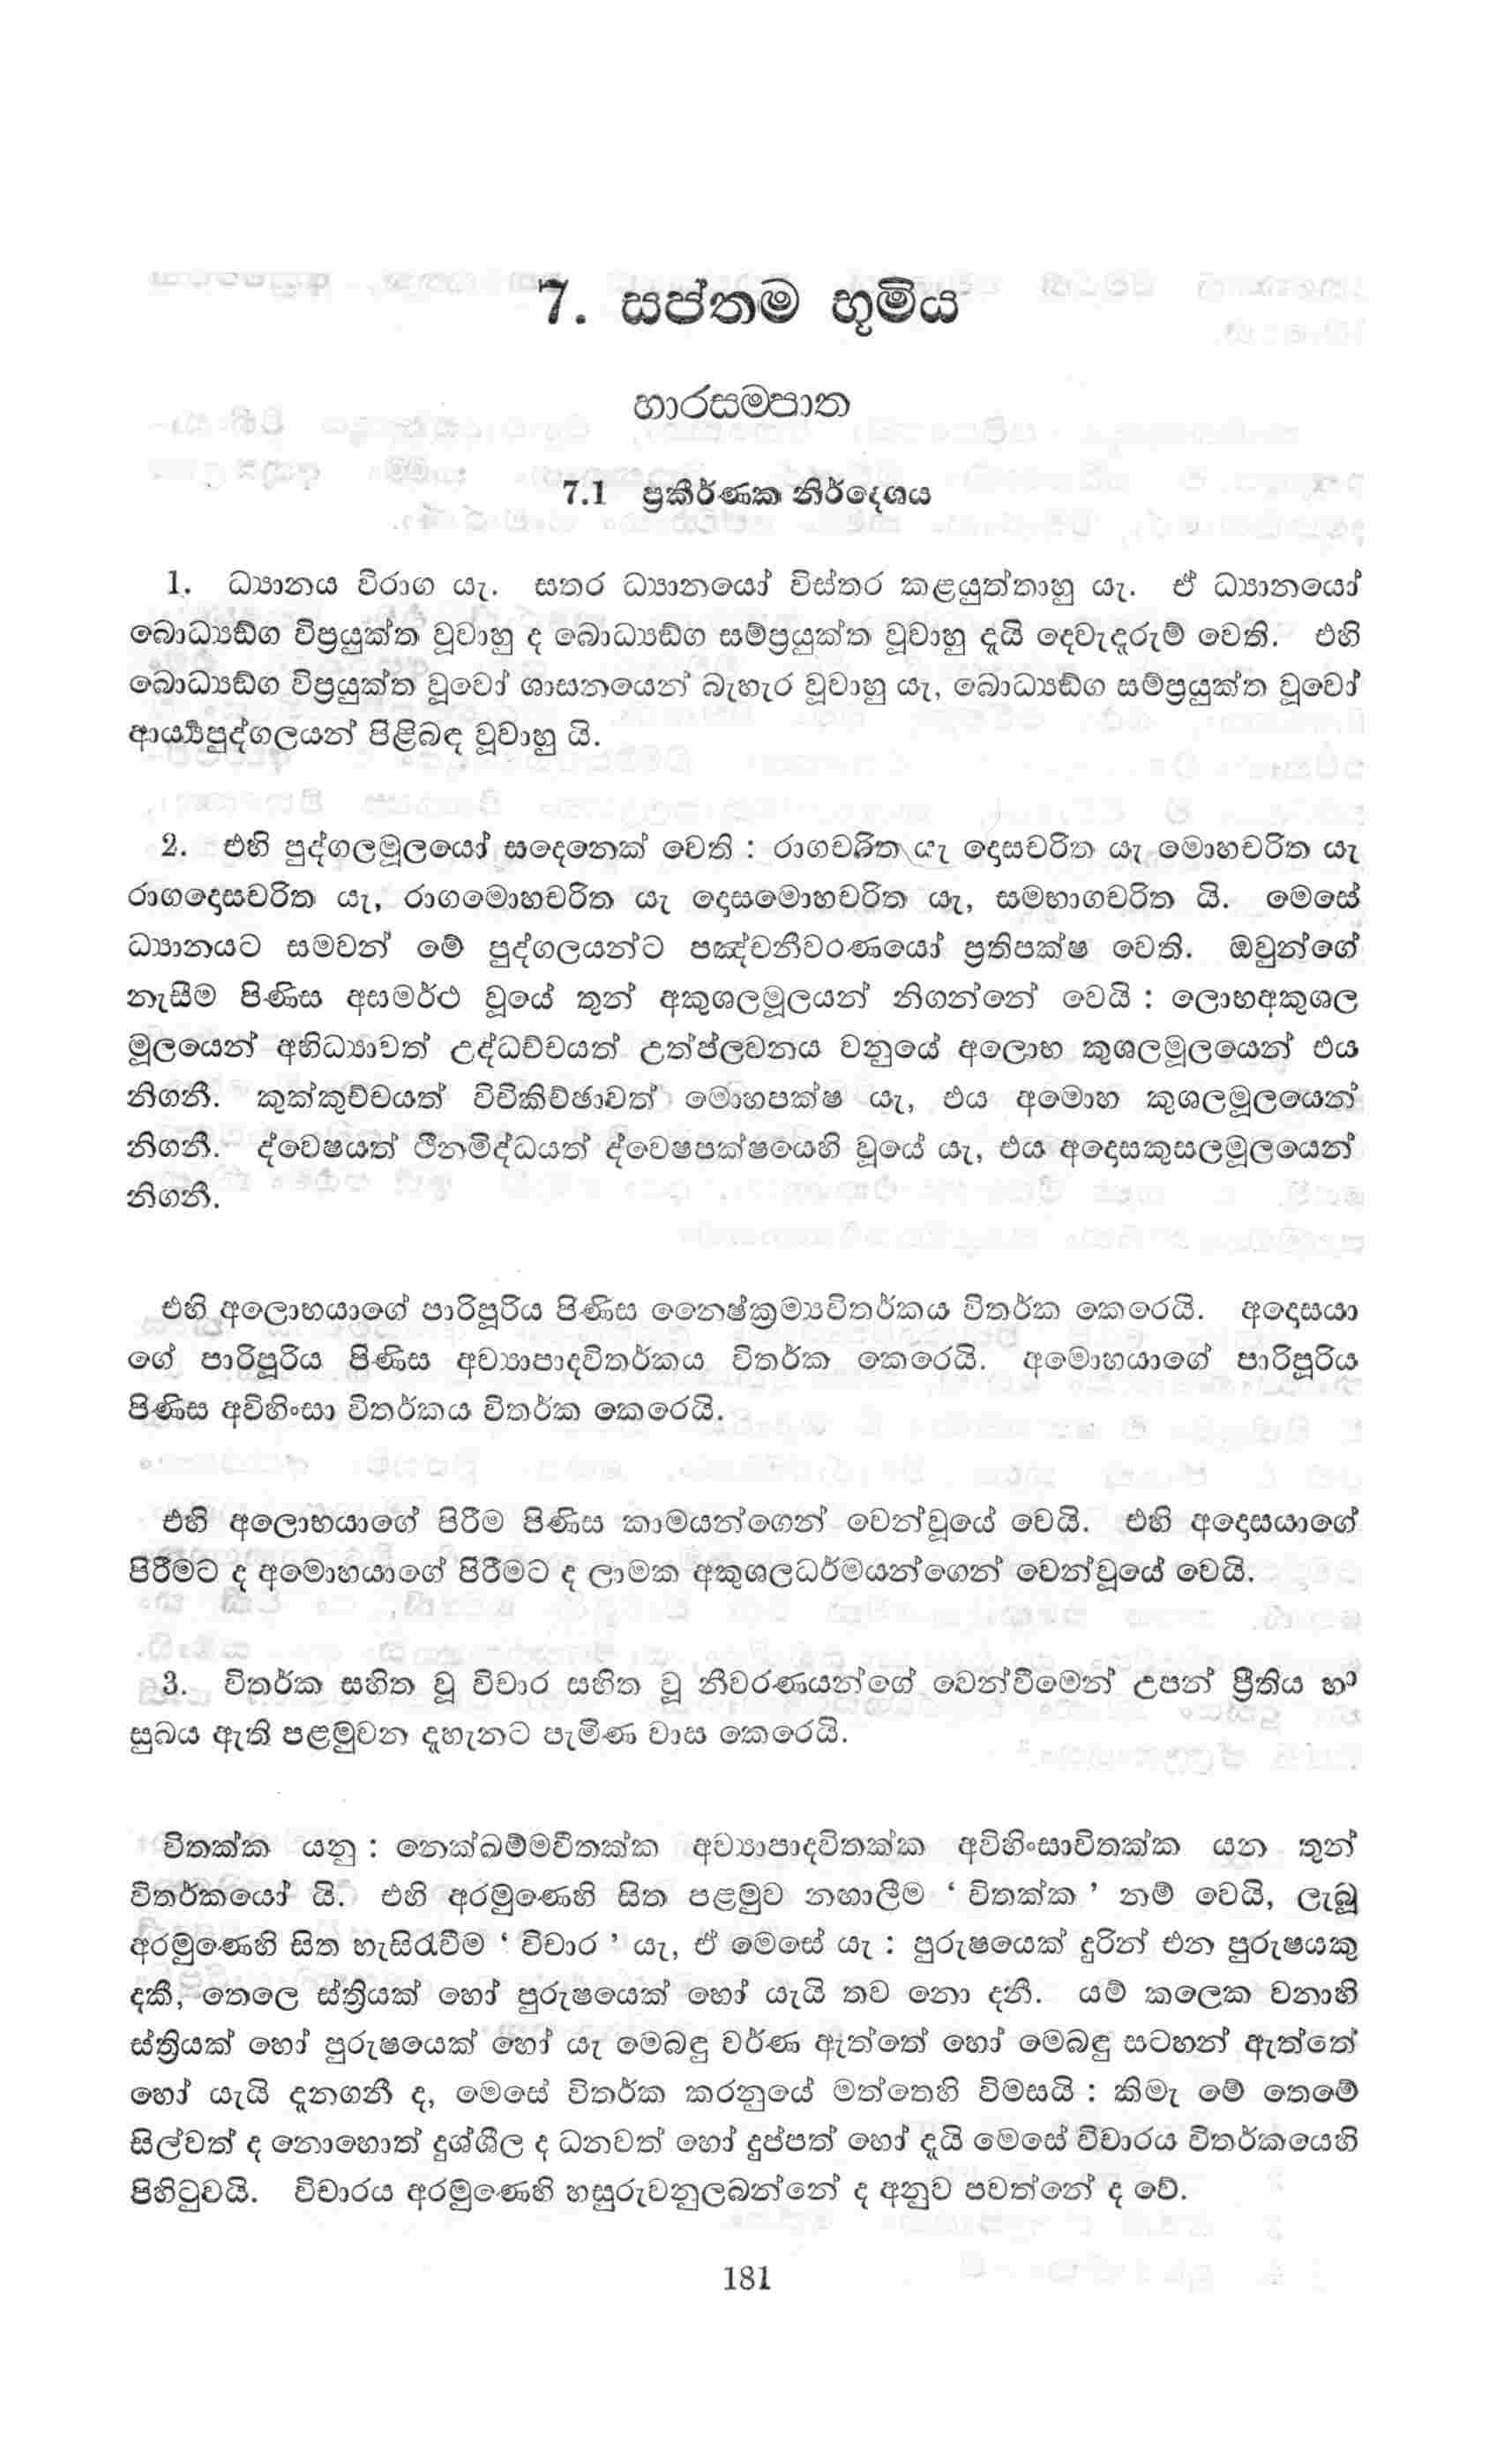 7. සප්තම භූමිය
හාරසම්පාත
7.1 ප්‍රකීර්ණක නිර්දෙශය
1. ධ්‍යානය විරාග යැ. සතර ධ්‍යානයෝ විස්තර කළයුත්තාහු යැ. ඒ ධ්‍යානයෝ
බොධ්‍යඞ්ග විප්‍රයුක්ත වූවාහු ද බොධ්‍යඞ්ග සම්ප්‍රයුක්ත වූවාහු දැයි දෙවැදෑරුම් වෙති. එහි
බොධ්‍යඞ්ග විප්‍රයුක්ත වූවෝ ශාසනයෙන් බැහැර වූවාහු යැ, බොධ්‍යඞ්ග සම්ප්‍රයුක්ත වූවෝ
ආර්‍ය්‍යපුද්ගලයන් පිළිබඳ වූවාහු යි.
2. එහි පුද්ගලමූලයෝ සදෙනෙක් වෙති : රාගචරිත යැ දොසචරිත යැ මොහචරිත යැ
රාගදොසචරිත යැ, රාගමොහචරිත යැ දොසමොහචරිත යැ, සමභාගචරිත යි. මෙසේ
ධ්‍යානයට සමවන් මේ පුද්ගලයන්ට පඤ්චනීවරණයෝ ප්‍රතිපක්ෂ වෙති. ඔවුන්ගේ
නැසීම පිණිස අසමර්ථ වූයේ තුන් අකුශලමූලයන් නිගන්නේ වෙයි : ලොභඅකුශල
මූලයෙන් අභිධ්‍යාවත් උද්ධච්චයත් උත්ප්ලවනය වනුයේ අලොභ කුශලමූලයෙන් එය
නිගනී. කුක්කුච්චයත් විචිකිච්ඡාවත් මොහපක්ෂ යැ, එය අමොහ කුශලමූලයෙන්
නිගනී. ද්වෙෂයත් ථීනමිද්ධයත් ද්වෙෂපක්ෂයෙහි වූයේ යැ, එය අදොසකුසලමූලයෙන්
නිගනී.
එහි අලොභයාගේ පාරිපූරිය පිණිස නෛෂ්ක්‍රම්‍යවිතර්කය විතර්ක කෙරෙයි. අදොසයා
ගේ පාරිපූරිය පිණිස අව්‍යාපාදවිතර්කය විතර්ක කෙරෙයි. අමොහයාගේ පාරිපූරිය
පිණිස අවිහිංසා විතර්කය විතර්ක කෙරෙයි.
එහි අලොභයාගේ පිරීම පිණිස කාමයන්ගෙන් වෙන්වූයේ වෙයි. එහි අදොසයාගේ
පිරීමට ද අමොහයාගේ පිරීමට ද ලාමක අකුශලධර්මයන්ගෙන් වෙන්වූයේ වෙයි.
3. විතර්ක සහිත වූ විචාර සහිත වූ නීවරණයන්ගේ වෙන්වීමෙන් උපන් ප්‍රීතිය හා
සුඛය ඇති පළමුවන දැහැනට පැමිණ වාස කෙරෙයි.
විතක්ක යනු : නෙක්ඛම්මවිතක්ක අව්‍යාපාදවිතක්ක අවිහිංසාවිතක්ක යන තුන්
විතර්කයෝ යි. එහි අරමුණෙහි සිත පළමුව නඟාලීම ‘ විතක්ක ’ නම් වෙයි, ලැබූ
අරමුණෙහි සිත හැසිරැවීම ‘ විචාර ’ යැ, ඒ මෙසේ යැ : පුරුෂයෙක් දුරින් එන පුරුෂයකු
දකී, තෙලෙ ස්ත්‍රියක් හෝ පුරුෂයෙක් හෝ යැයි තව නො දනී. යම් කලෙක වනාහි
ස්ත්‍රියක් හෝ පුරුෂයෙක් හෝ යැ මෙබඳු වර්ණ ඇත්තේ හෝ මෙබඳු සටහන් ඇත්තේ
හෝ යැයි දැනගනී ද, මෙසේ විතර්ක කරනුයේ මත්තෙහි විමසයි : කිමැ මේ තෙමේ
සිල්වත් ද නොහොත් දුශ්ශීල ද ධනවත් හෝ දුප්පත් හෝ දැයි මෙසේ විචාරය විතර්කයෙහි
පිහිටුවයි. විචාරය අරමුණෙහි හසුරුවනුලබන්නේ ද අනුව පවත්නේ ද වේ.
181